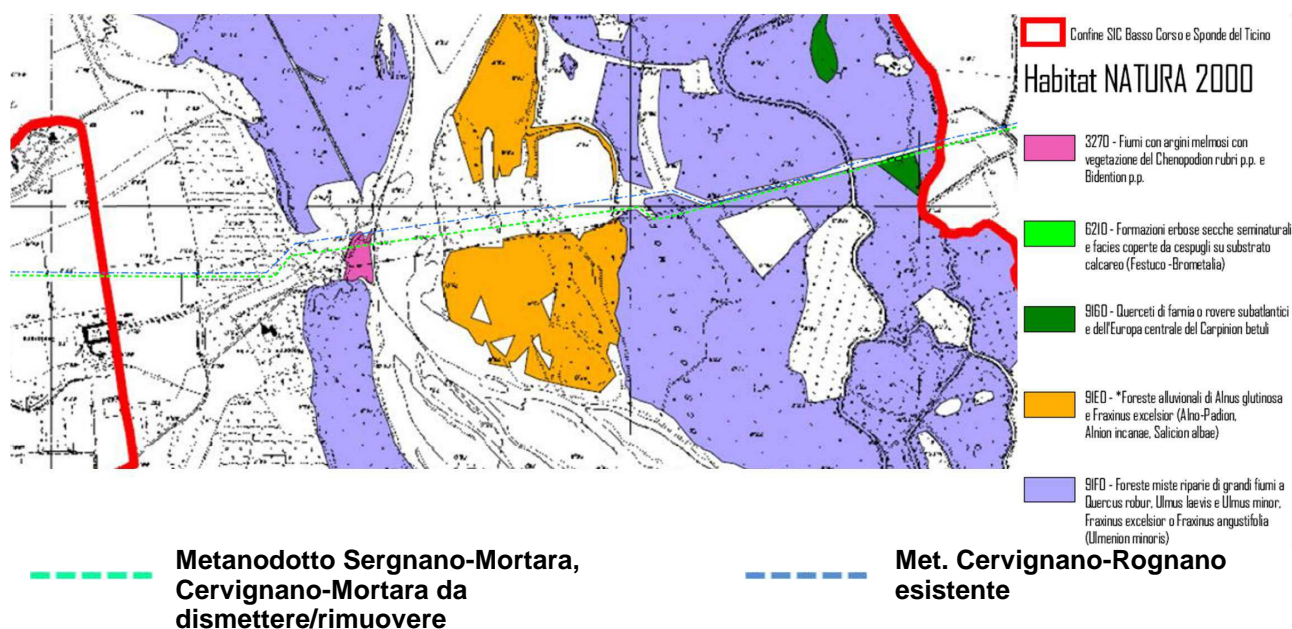 Confine SIC Basso Corso e Sponde del Ticino
Habitat NATURA 2000
3270 - Fiumi con argini melmosi con
vegetazione del Chenopodion rubri p.p. e
Bidention p.p.
6210 - Formazioni erbose secche seminaturali
e facies coperte da cespugli su substrato
calcareo (Festuco -Brometalia)
9160 - Querceti di farnia o rovere subatlantici
e dell'Europa centrale del Carpinion betuli
91E0 - *Foreste alluvionali di Alnus glutinosa
e Fraxinus excelsior (Alno-Padion,
Alnion incanae, Salicion albae)
91F0 - Foreste miste riparie di grandi fiumi a
Quercus robur, Ulmus laevis e Ulmus minor,
Fraxinus excelsior o Fraxinus angustifolia
(Ulmenion minoris)
Metanodotto Sergnano-Mortara,
Cervignano-Mortara da
dismettere/rimuovere
Met. Cervignano-Rognano
esistente